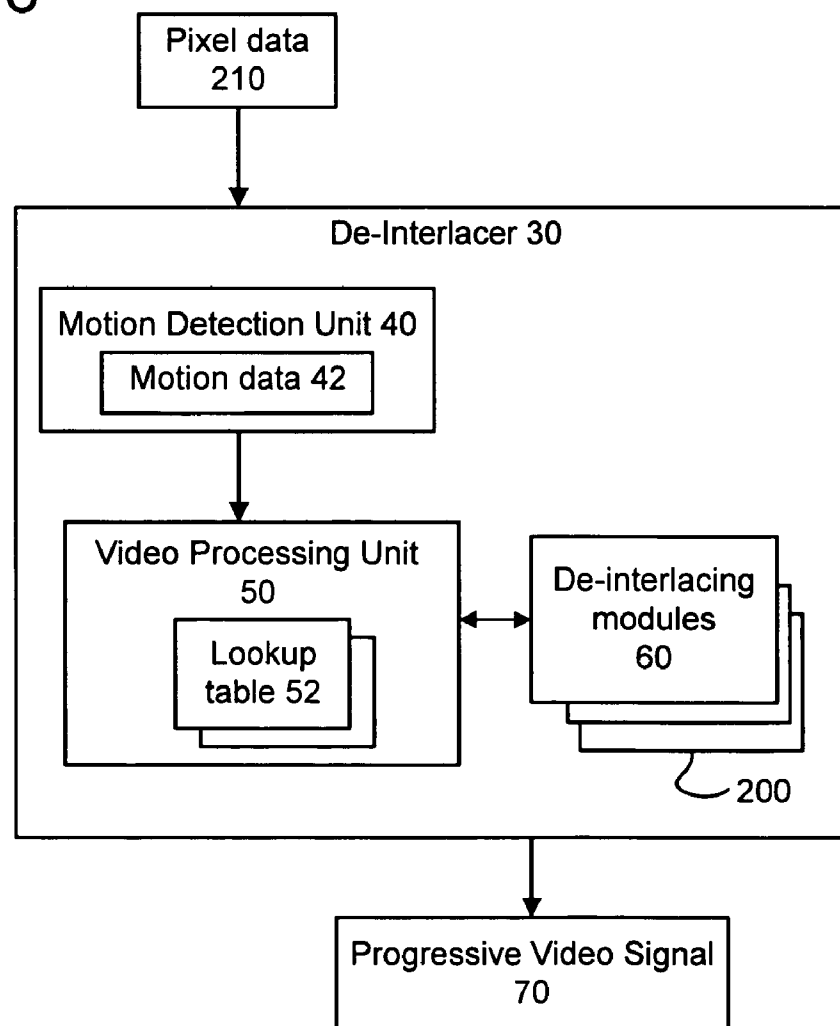 Pixel data
210
De-Interlacer 30
Motion Detection Unit 40
Motion data 42
Video Processing Unit
50
Lookup
table 52
De-interlacing
modules
60
200
Progressive Video Signal
70